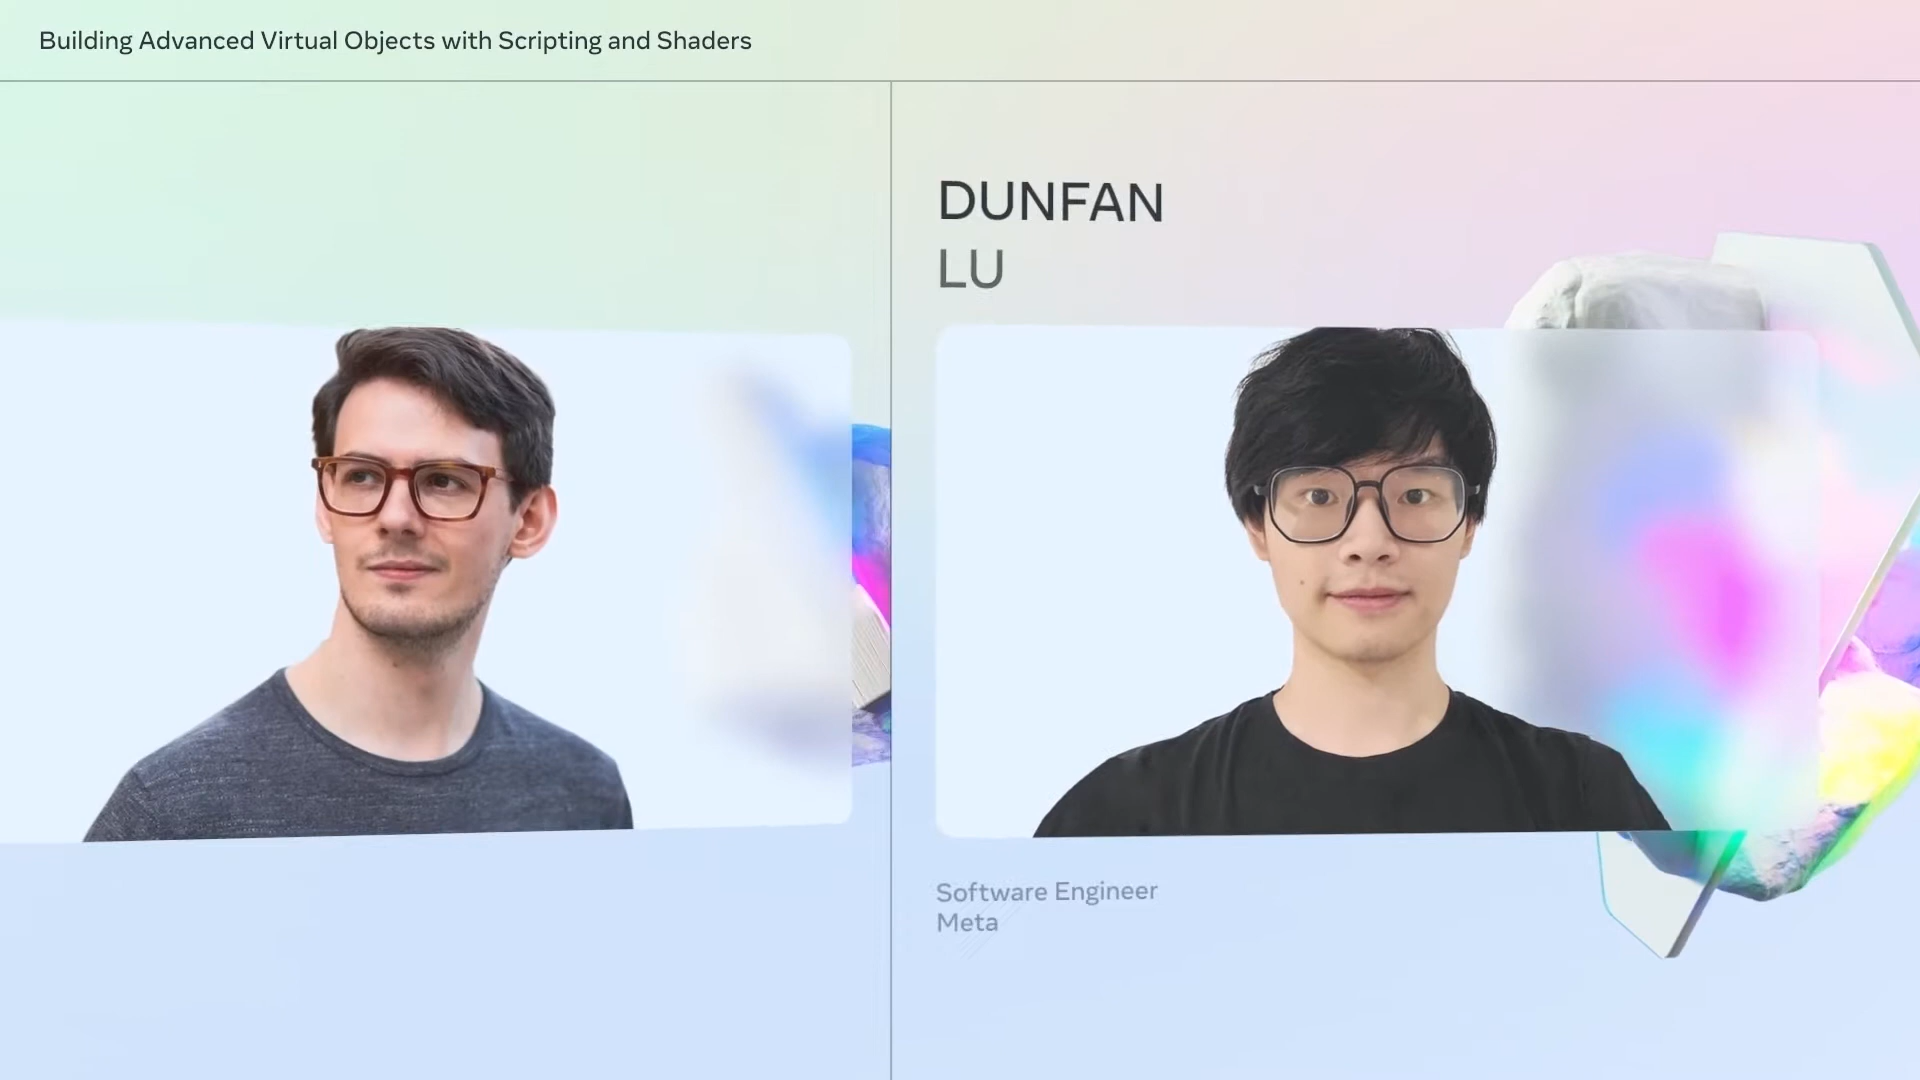 Building Advanced Virtual Objects with Scripting and Shaders
DUNFAN
LU
Software Engineer
Meta